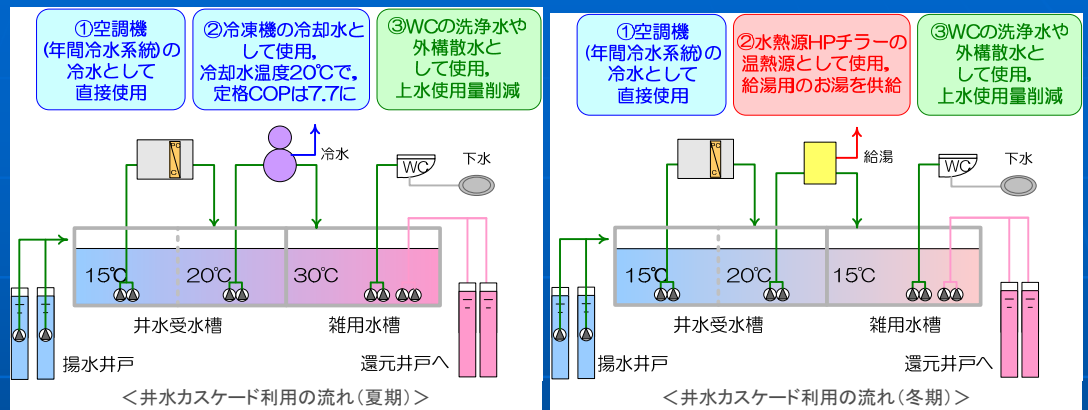 ①空調機
(年間冷水系統)の
冷水として
直接使用
②冷凍機の冷却水と
して使用,
冷却水温度20℃で,
定格COPは7.7に
③WCの洗浄水や
外構散水と
して使用,
上水使用量削減
PC
C
冷水
WC
下水
15℃
20℃
30℃
井水受水槽
雑用水槽
揚水井戸
還元井戸へ
＜井水カスケード利用の流れ(夏期)＞
①空調機
(年間冷水系統)の
冷水として
直接使用
②水熱源HPチラーの
温熱源として使用,
給湯用のお湯を供給
③WCの洗浄水や
外構散水と
して使用,
上水使用量削減
PC
C
給湯
WC
下水
15℃
20℃
15℃
井水受水槽
雑用水槽
揚水井戸
還元井戸へ
＜井水カスケード利用の流れ(冬期)＞